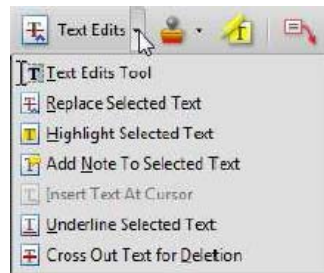 Text Edits
Text Edits Tool
Replace Selected Text
Highlight Selected Text
Add Note To Selected Text
Insert Text At Cursor
Underline Selected Text
Cross Out Text for Deletion